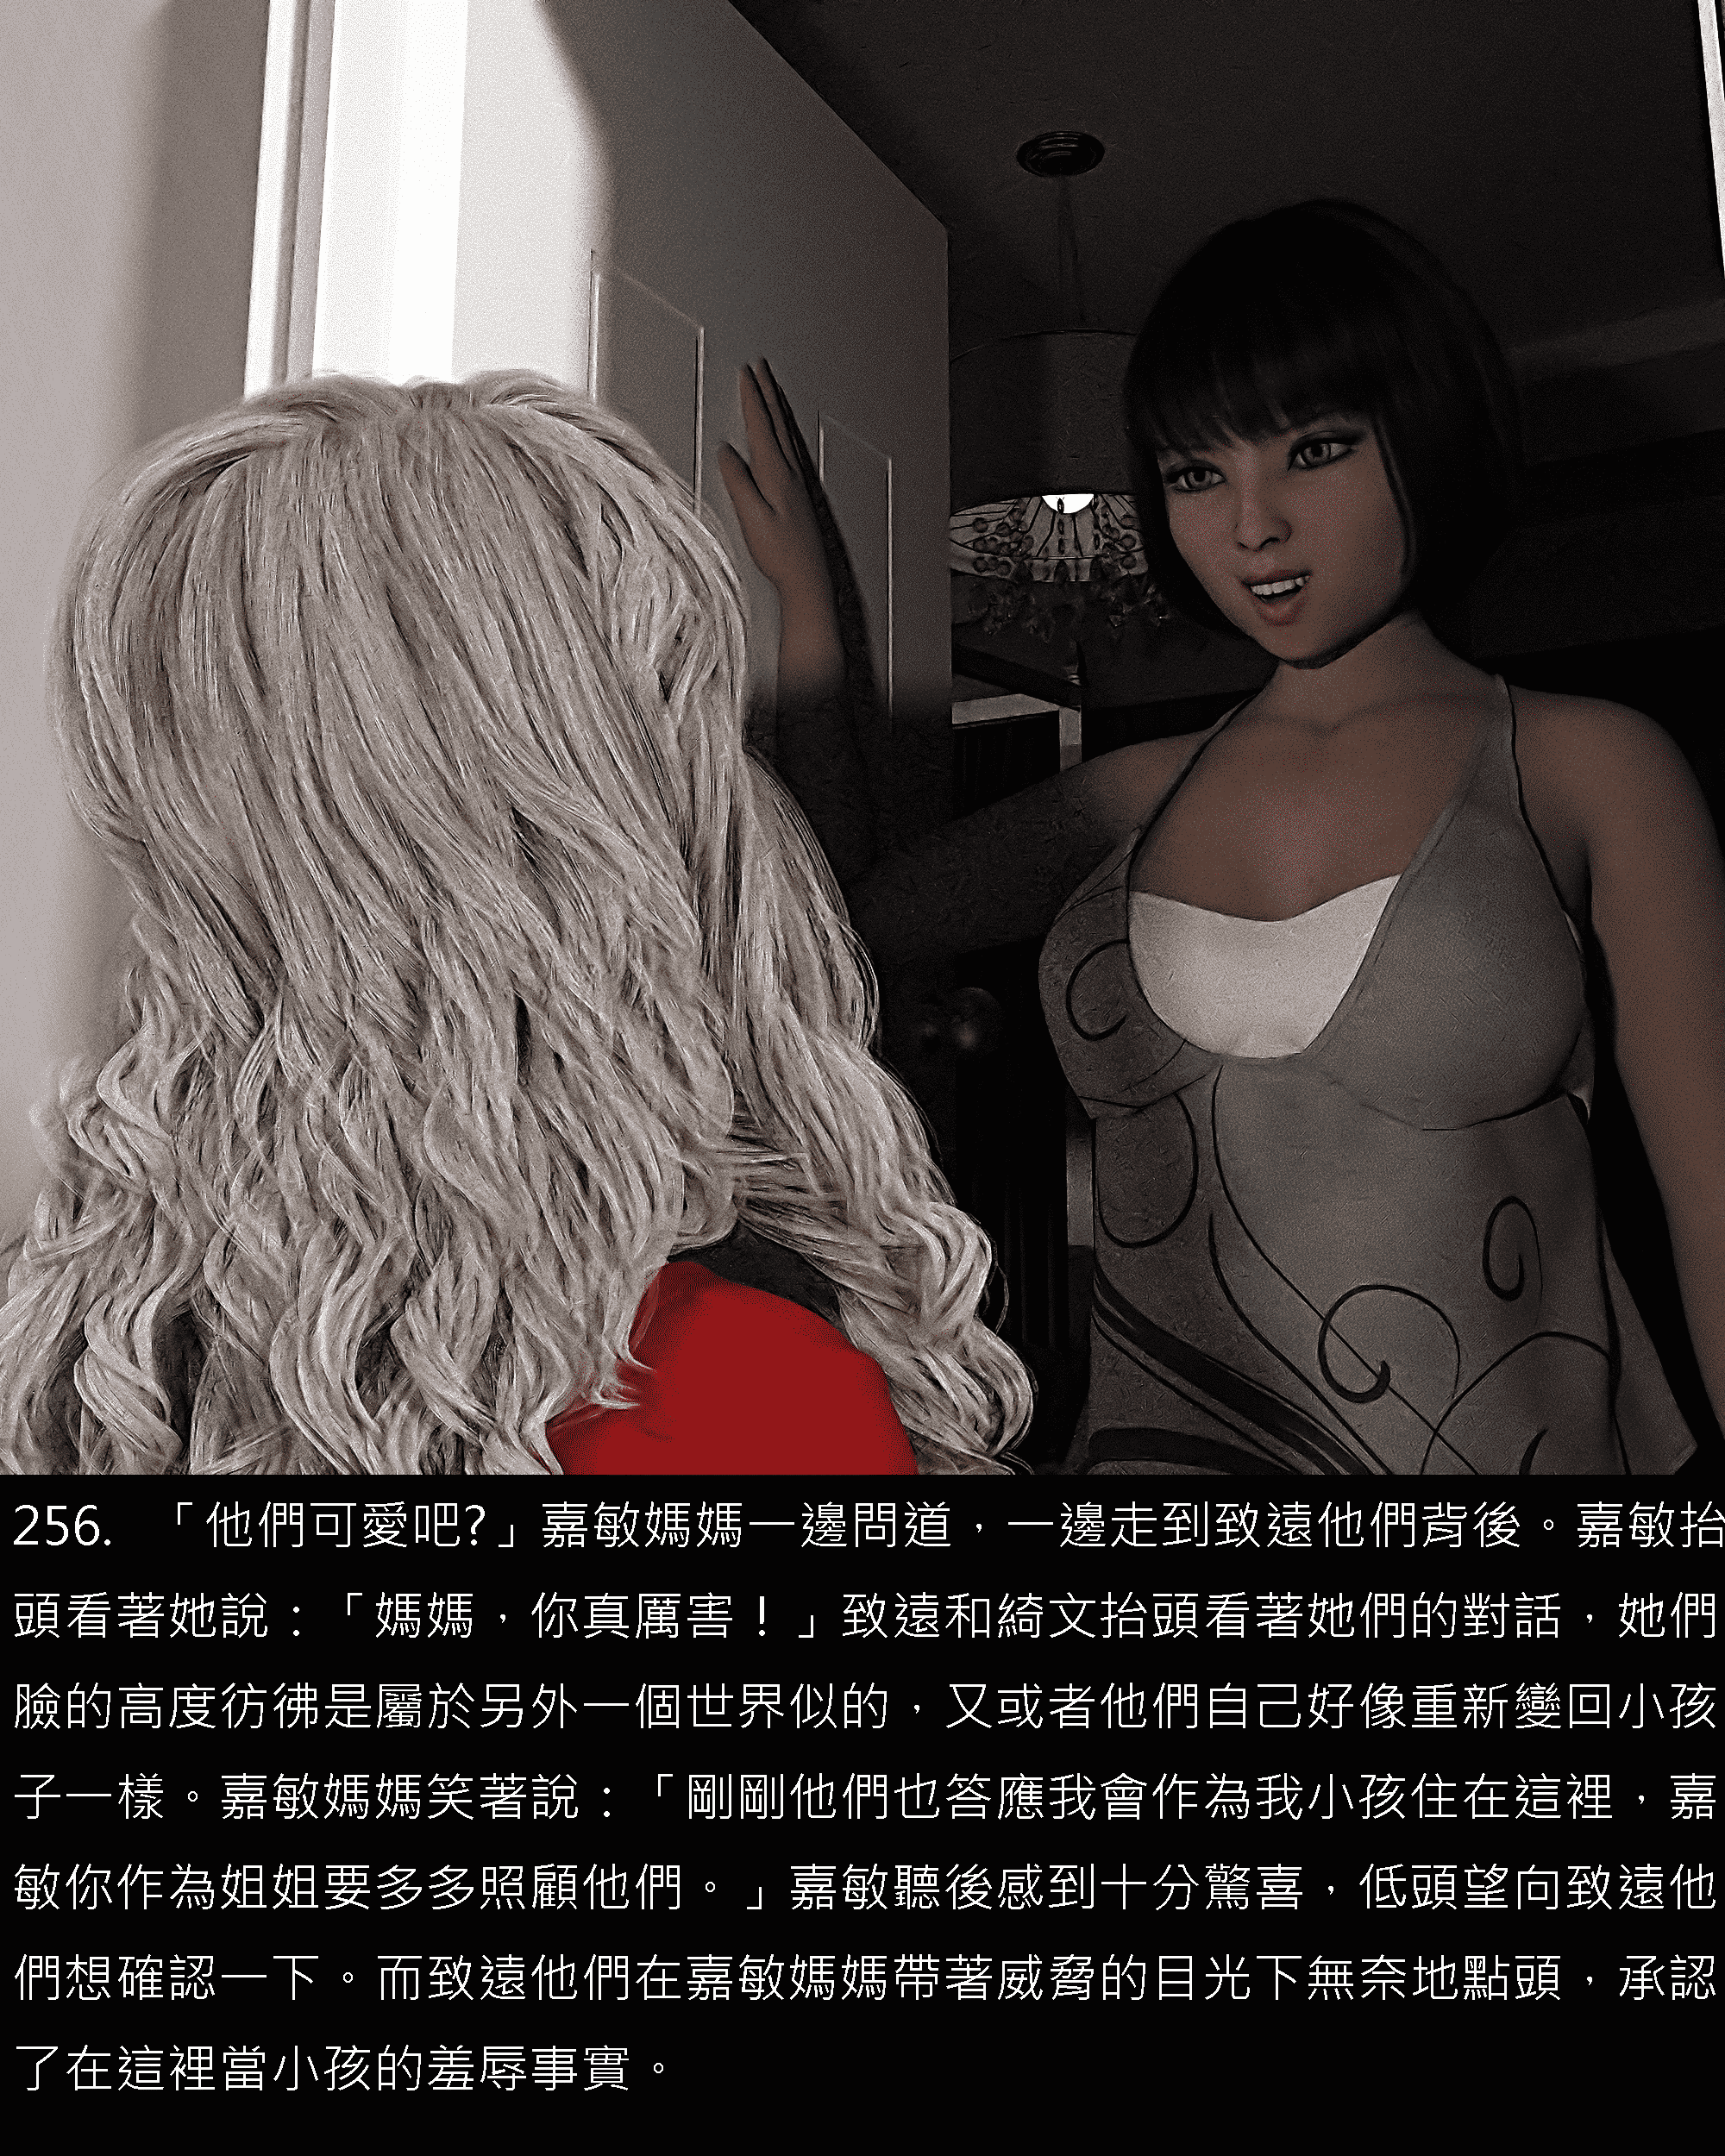 256. 「他們可愛吧?」嘉敏媽媽一邊問道，一邊走到致遠他們背後。嘉敏抬
頭看著她說：「媽媽，你真厲害！」致遠和綺文抬頭看著她們的對話，她們
臉的高度彷彿是屬於另外一個世界似的，又或者他們自己好像重新變回小孩
子一樣。嘉敏媽媽笑著說：「剛剛他們也答應我會作為我小孩住在這裡，嘉
敏你作為姐姐要多多照顧他們。」嘉敏聽後感到十分驚喜，低頭望向致遠他
們想確認一下。而致遠他們在嘉敏媽媽帶著威脅的目光下無奈地點頭，承認
了在這裡當小孩的羞辱事實。